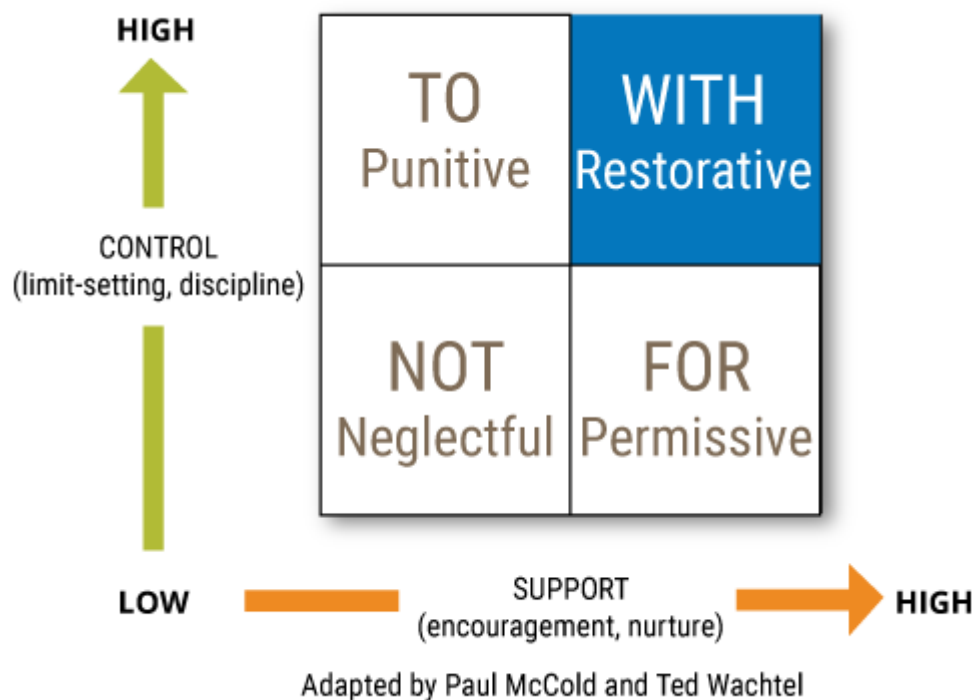 HIGH
TO
Punitive
WITH
Restorative
CONTROL
(limit-setting, discipline)
NOT
Neglectful
FOR
Permissive
LOW
SUPPORT
(encouragement, nurture)
HIGH
Adapted by Paul McCold and Ted Wachtel